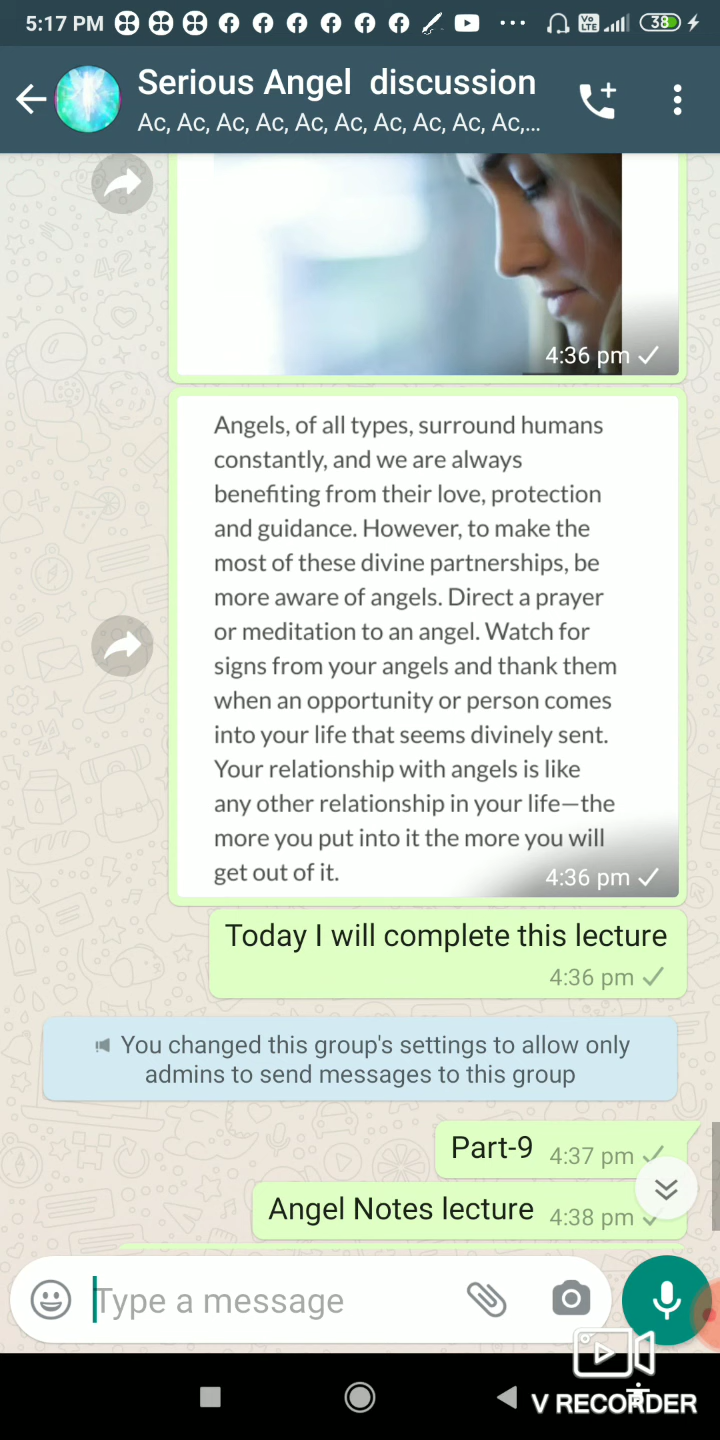 5:17 PM
Vo LTE
38
Serious Angel discussion
Ac, Ac, Ac, Ac, Ac, Ac, Ac, Ac, Ac, Ac,...
4:36 pm
Angels, of all types, surround humans
constantly, and we are always
benefiting from their love, protection
and guidance. However, to make the
most of these divine partnerships, be
more aware of angels. Direct a prayer
or meditation to an angel. Watch for
signs from your angels and thank them
when an opportunity or person comes
into your life that seems divinely sent.
Your relationship with angels is like
any other relationship in your life—the
more you put into it the more you will
get out of it.
4:36 pm
Today I will complete this lecture
4:36 pm
You changed this group's settings to allow only
admins to send messages to this group
Part-9 4:37 pm
Angel Notes lecture 4:38 pm
Type a message
V RECORDER